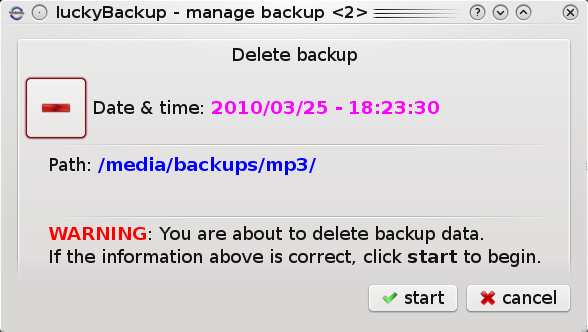 luckyBackup - manage backup <2>
Delete backup
Date & time: 2010/03/25 - 18:23:30
Path: /media/backups/mp3/
WARNING: You are about to delete backup data.
If the information above is correct, click start to begin.
start cancel